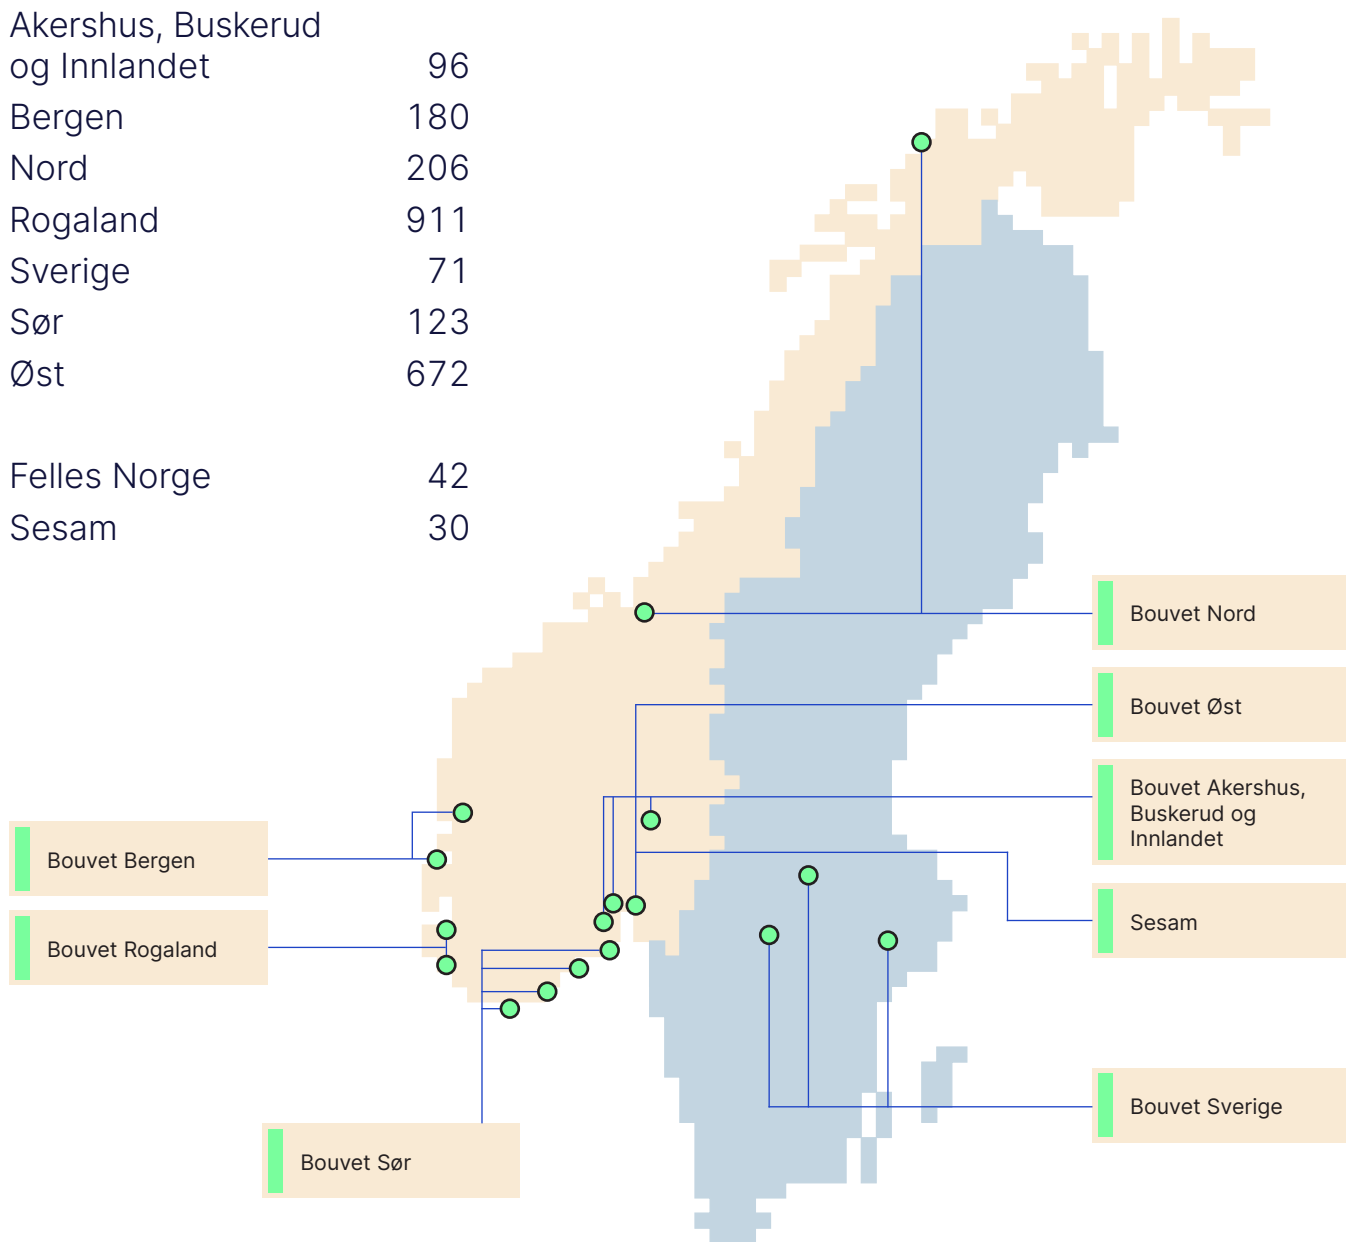 Akershus, Buskerud
og Innlandet 96
Bergen 180
Nord 206
Rogaland 911
Sverige 71
Sør 123
Øst 672
Felles Norge 42
Sesam 30
Bouvet Nord
Bouvet Øst
Bouvet Akershus,
Buskerud og
Innlandet
Bouvet Bergen
Sesam
Bouvet Rogaland
Bouvet Sverige
Bouvet Sør